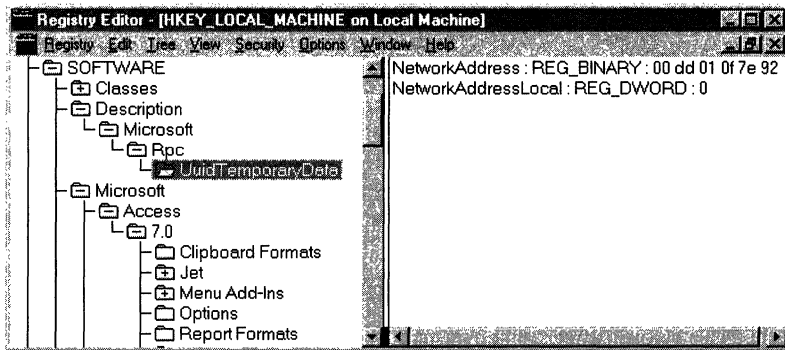 Registry Editor - [HKEY_LOCAL_MACHINE on Local Machine]
Registry Edit Tree View Security Options Window Help
SOFTWARE
Classes
Description
Microsoft
Rpc
UuidTemporaryData
Microsoft
Access
7.0
Clipboard Formats
Jet
Menu Add-Ins
Options
Report Formats
NetworkAddress : REG_BINARY : 00 dd 01 0f 7e 92
NetworkAddressLocal : REG_DWORD : 0